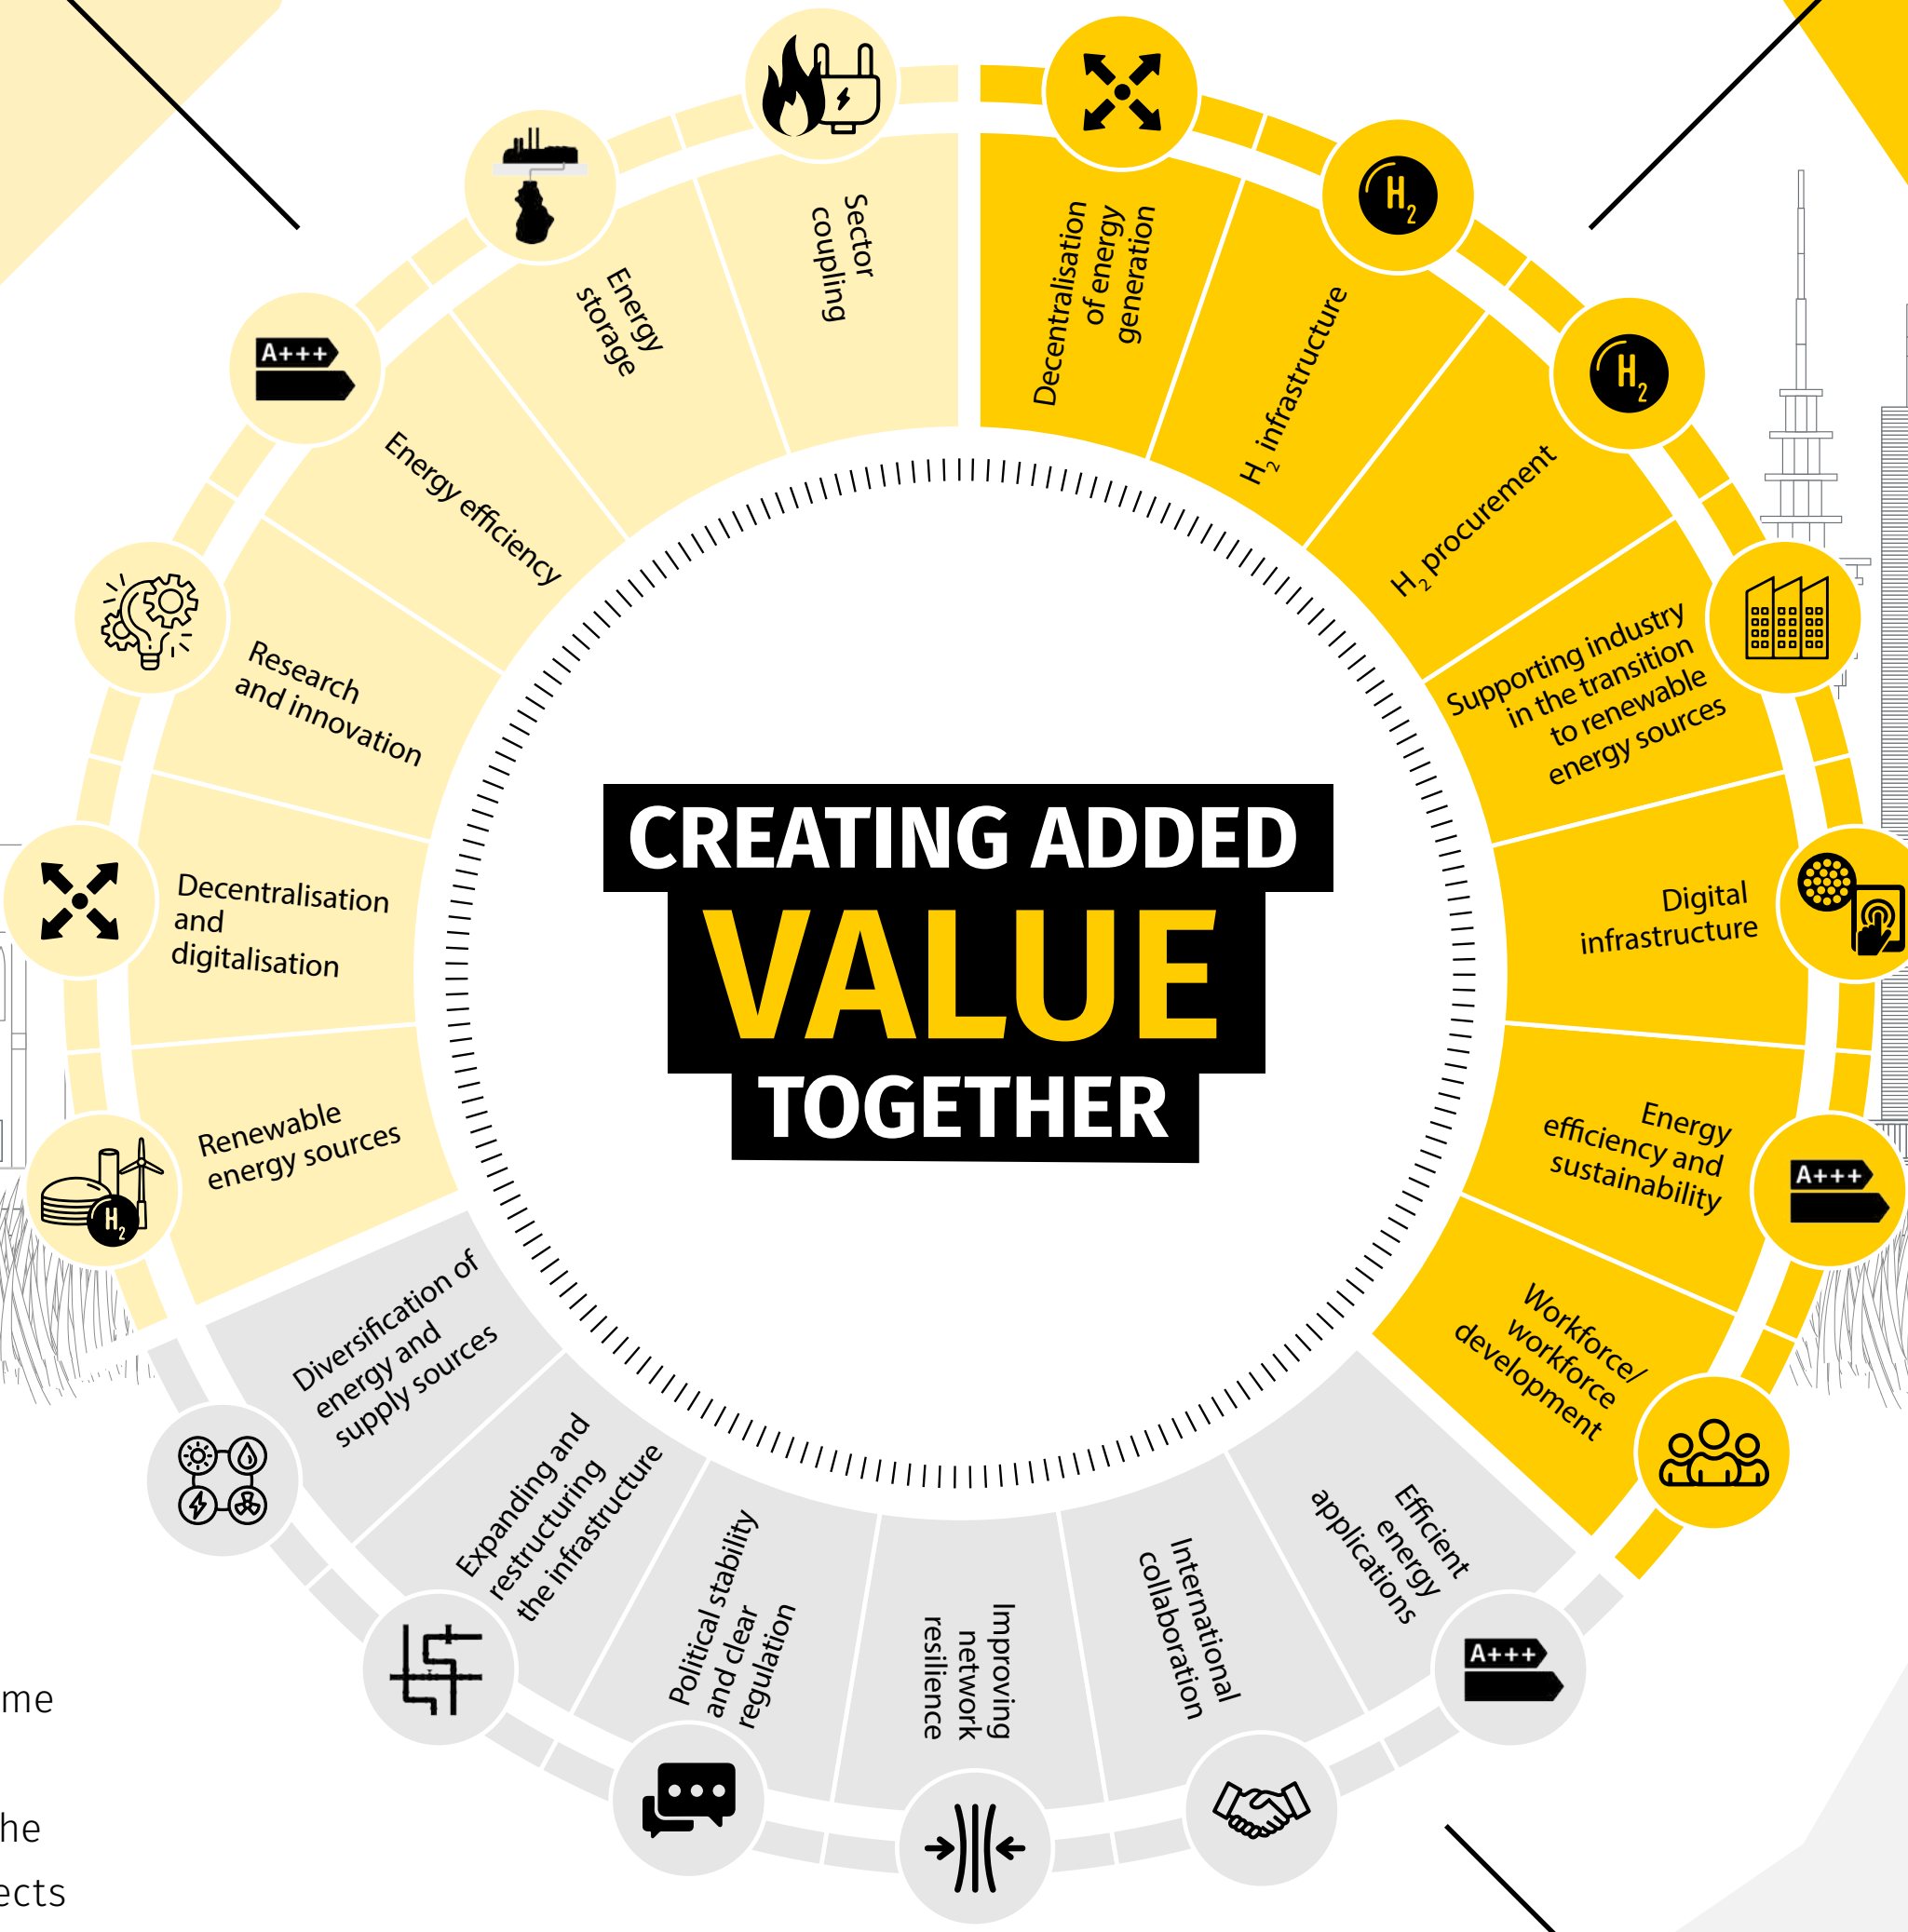 Sector
coupling
Decentralisation
of energy
generation
H2
H2 infrastructure
H2
H2 procurement
Supporting industry
in the transition
to renewable
energy sources
Digital
infrastructure
Energy
efficiency and
sustainability
A+++
Workforce/
workforce
development
Efficient
energy
applications
A+++
International
collaboration
Improving
network
resilience
Political stability
and clear
regulation
Expanding and
restructuring
the infrastructure
Diversification of
energy and
supply sources
Renewable
energy sources
H2
Decentralisation
and
digitalisation
Research
and innovation
Energy efficiency
A+++
Energy
storage
CREATING ADDED
VALUE
TOGETHER
me
he
ects